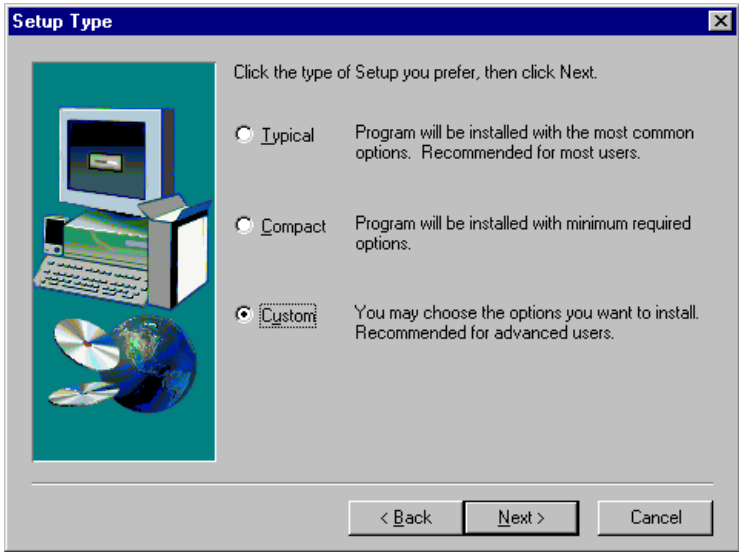 Setup Type
Click the type of Setup you prefer, then click Next.
Typical
Program will be installed with the most common
options.  Recommended for most users.
Compact
Program will be installed with minimum required
options.
Custom
You may choose the options you want to install.
Recommended for advanced users.
< Back
Next >
Cancel